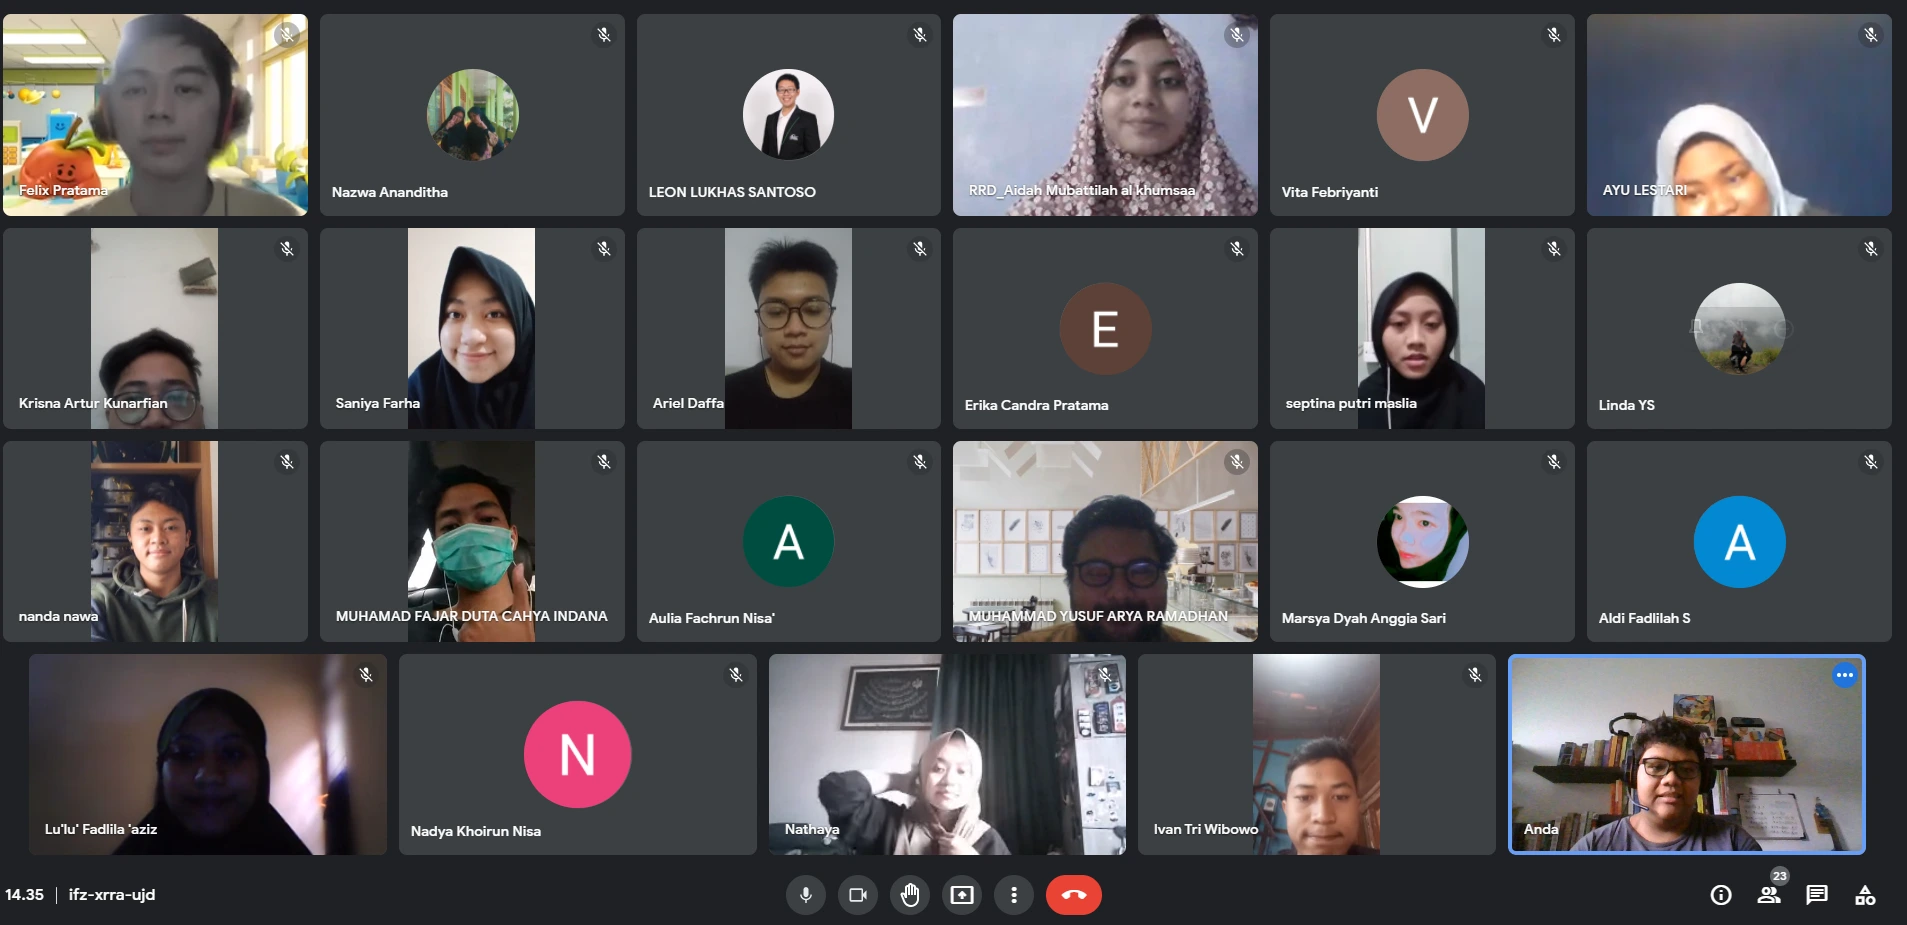 Felix Pratama
Nazwa Ananditha
LEON LUKHAS SANTOSO
RRD_Aidah Mubattilah al khumsaa
V
Vita Febriyanti
AYU LESTARI
Krisna Artur Kunarfian
Saniya Farha
Ariel Daffa
E
Erika Candra Pratama
septina putri maslia
Linda YS
nanda nawa
MUHAMAD FAJAR DUTA CAHYA INDANA
A
Aulia Fachrun Nisa'
MUHAMMAD YUSUF ARYA RAMADHAN
Marsya Dyah Anggia Sari
A
Aldi Fadlilah S
Lu'lu' Fadlila 'aziz
N
Nadya Khoirun Nisa
Nathaya
Ivan Tri Wibowo
Anda
14.35 | ifz-xrra-ujd
23